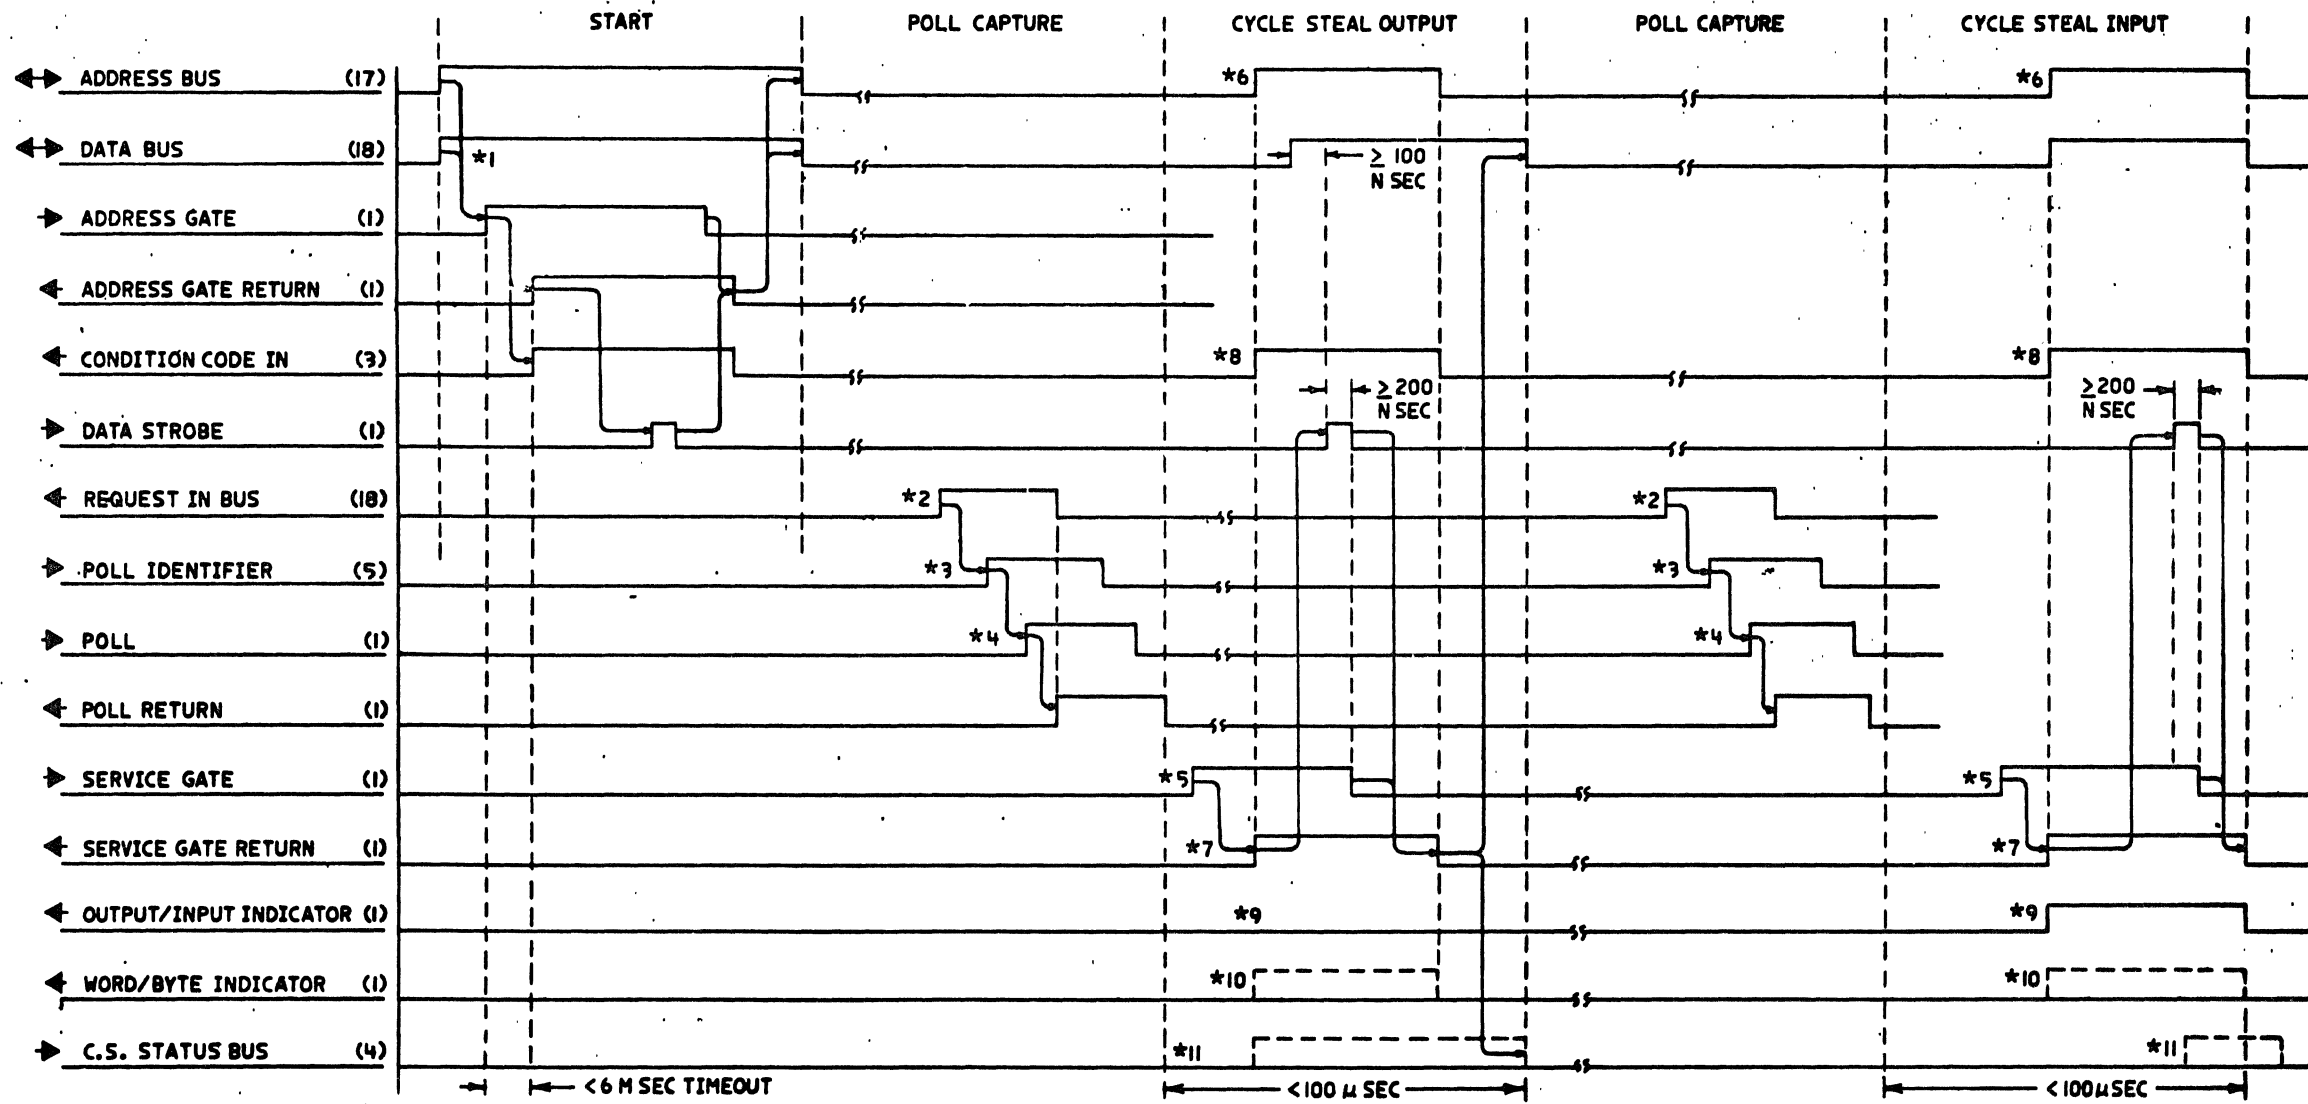 START POLL CAPTURE CYCLE STEAL OUTPUT POLL CAPTURE CYCLE STEAL INPUT
ADDRESS BUS (17) *6 *6
DATA BUS (18) *1 ≥ 100
N SEC
ADDRESS GATE (1)
ADDRESS GATE RETURN (1)
CONDITION CODE IN (3) *8 *8
≥200 ≥200
N SEC N SEC
DATA STROBE (1)
REQUEST IN BUS (18) *2 *2
POLL IDENTIFIER (5) *3 *3
POLL (1) *4 *4
POLL RETURN (1)
SERVICE GATE (1) *5 *5
SERVICE GATE RETURN (1) *7 *7
OUTPUT/INPUT INDICATOR (1) *9 *9
WORD/BYTE INDICATOR (1) *10 *10
C.S. STATUS BUS (4) *11 *11
<6 M SEC TIMEOUT <100 µ SEC <100µSEC